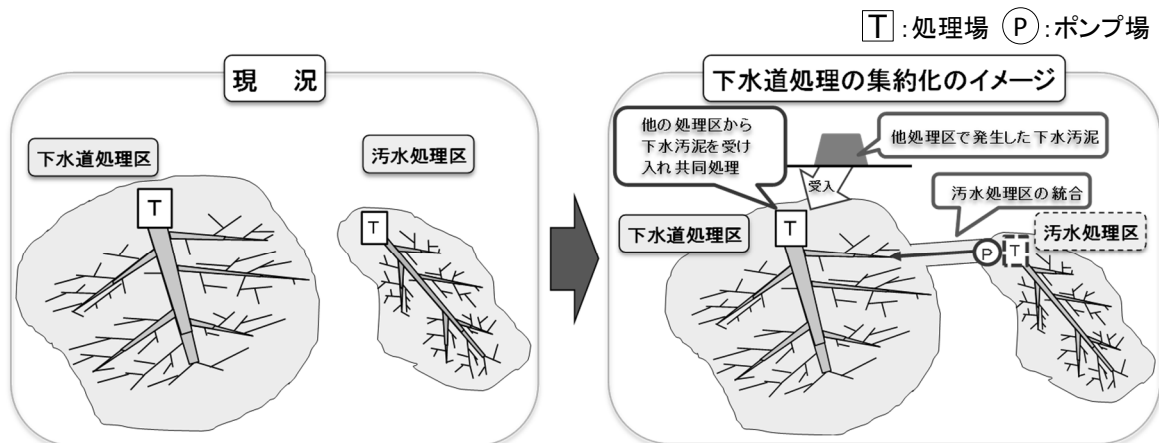 T：処理場 P：ポンプ場
現 況
下水道処理区
汚水処理区
T
T
下水道処理の集約化のイメージ
他の処理区から
下水汚泥を受け
入れ共同処理
他処理区で発生した下水汚泥
受入
汚水処理区の統合
下水道処理区
汚水処理区
T
P
T